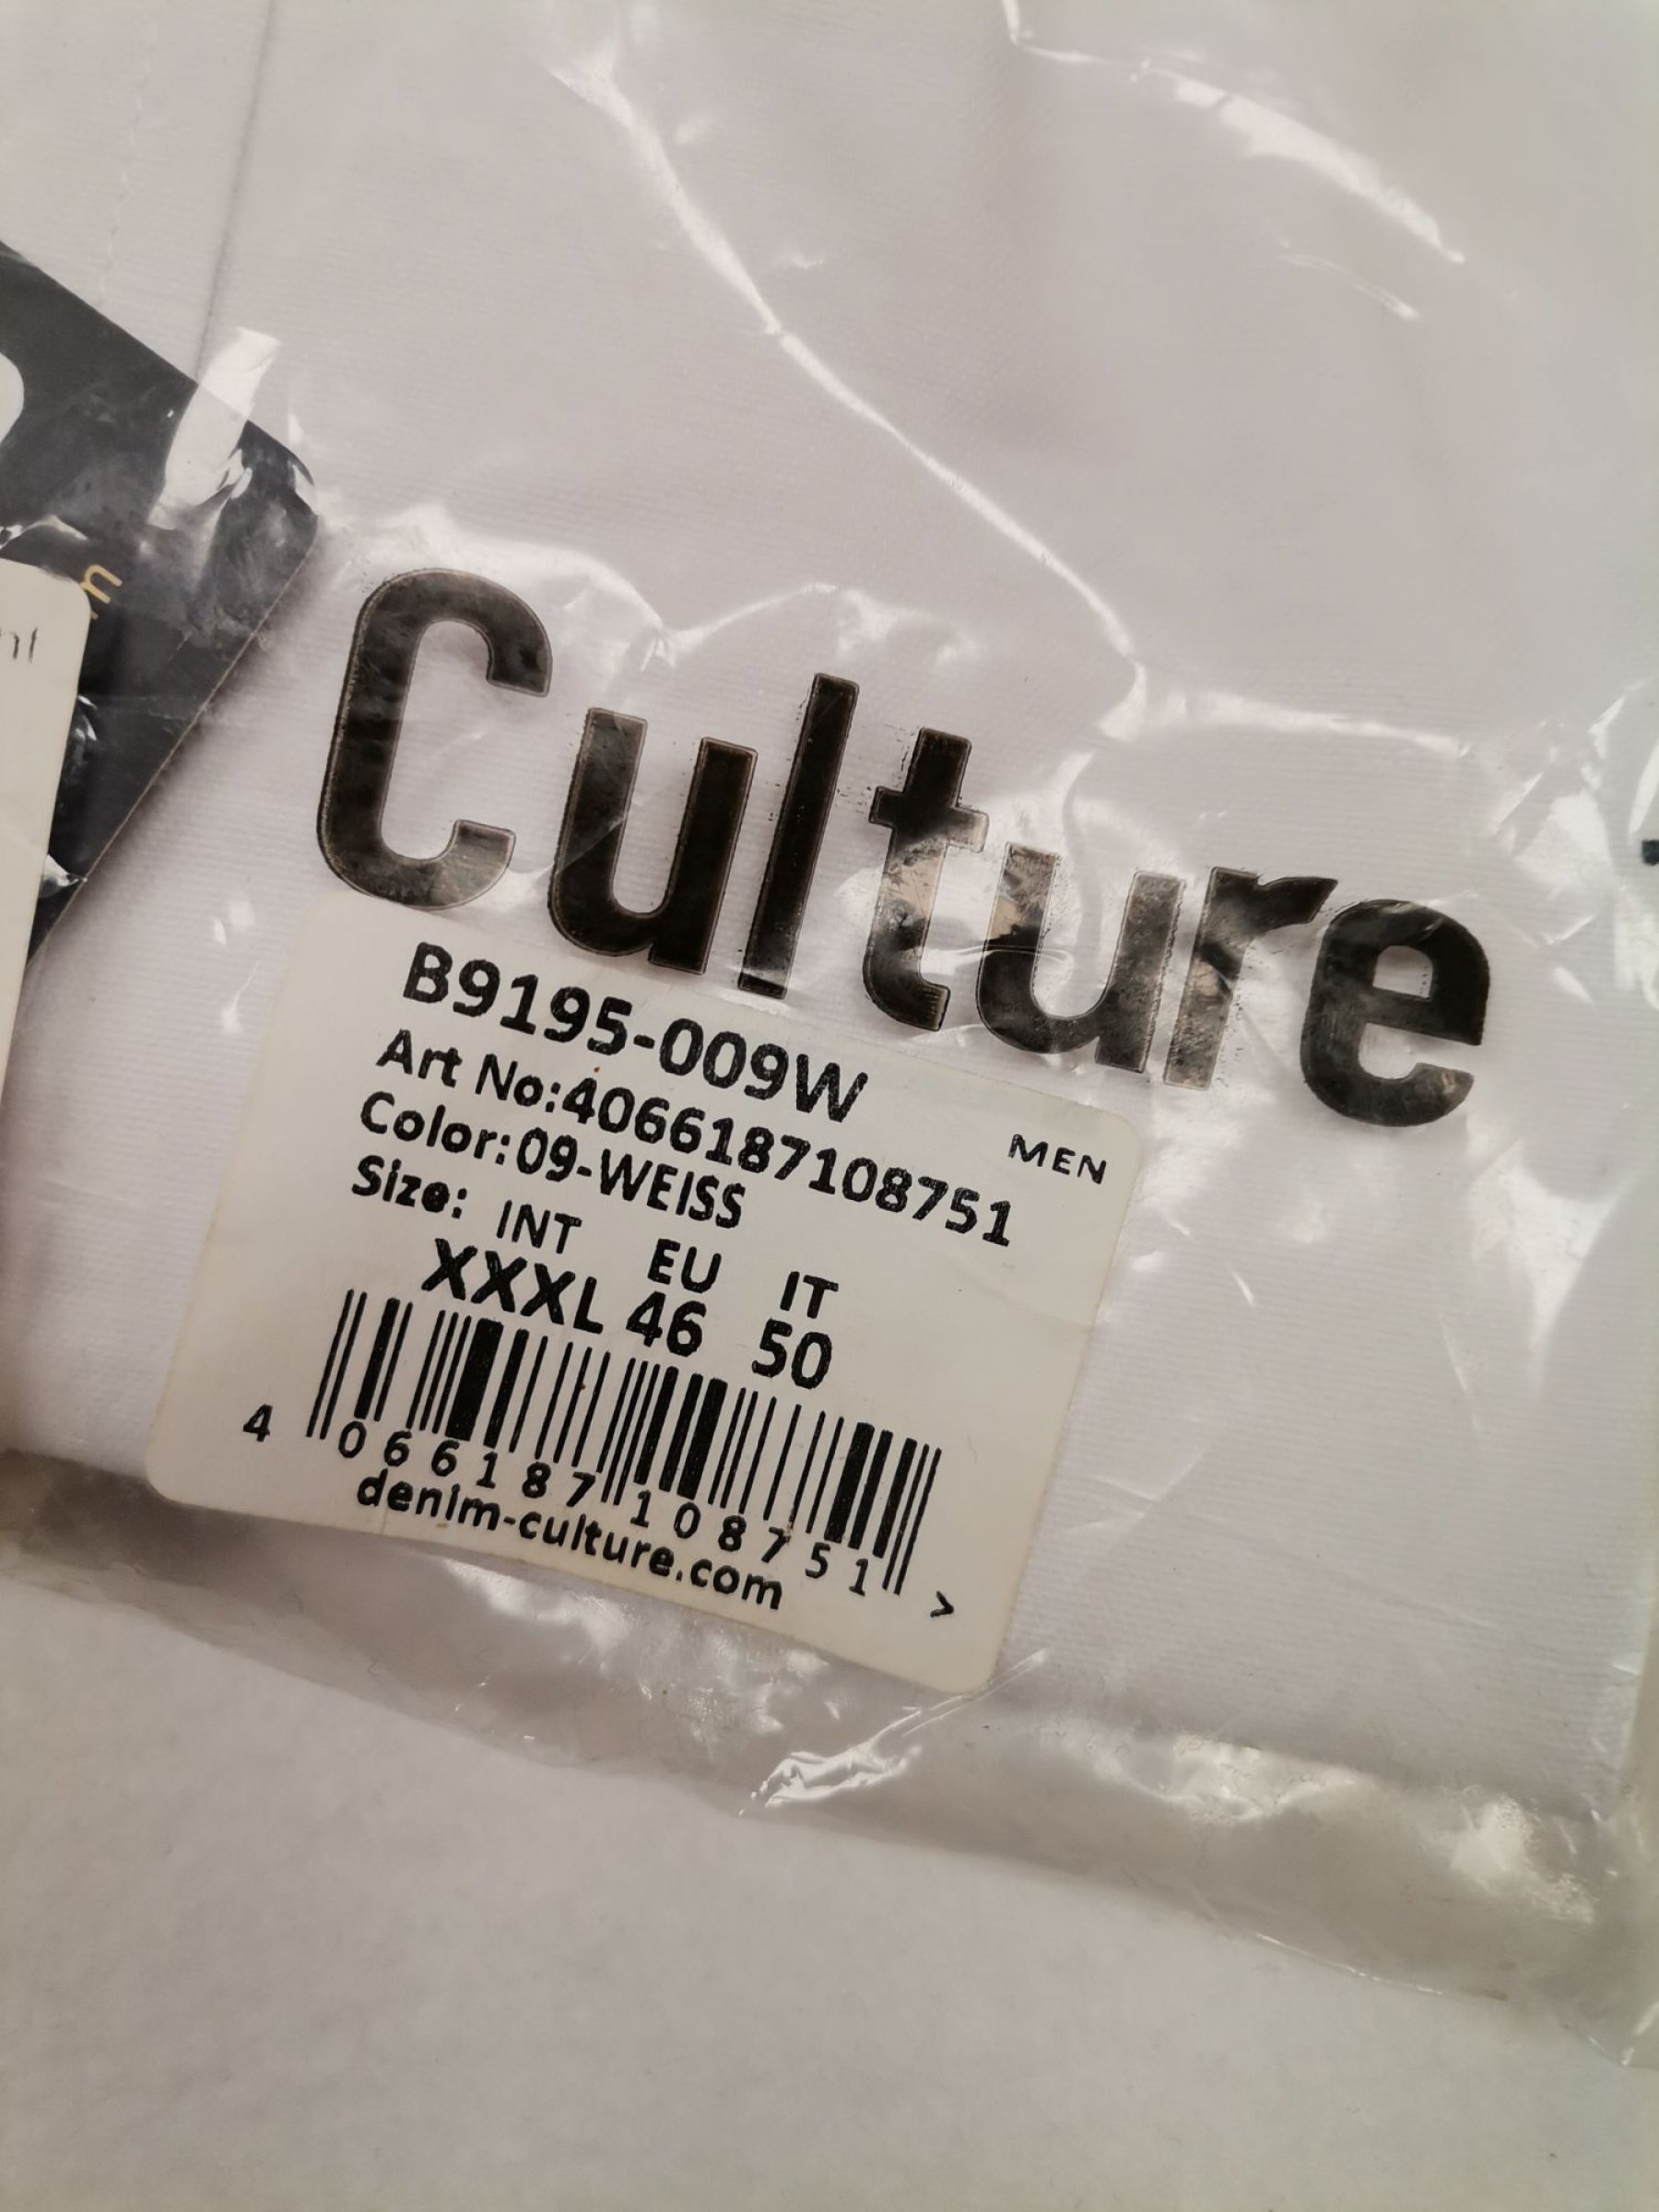 Culture
B9195-009W
MEN
Art No:4066187108751
Color:09-WEISS
Size: INT EU IT
XXXL 46 50
4 066187 108751 >
denim-culture.com